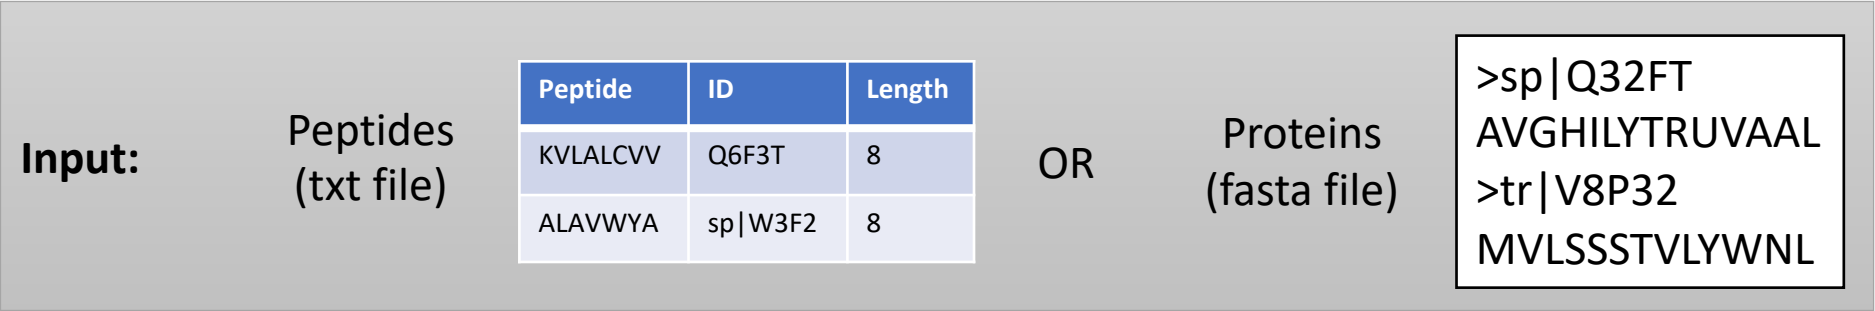 Input:
Peptides
(txt file)
Peptide ID Length
KVLALCVV Q6F3T 8
ALAVWYA sp|W3F2 8
OR
Proteins
(fasta file)
>sp|Q32FT
AVGHILYTRUVAAL
>tr|V8P32
MVLSSSTVLYWNL